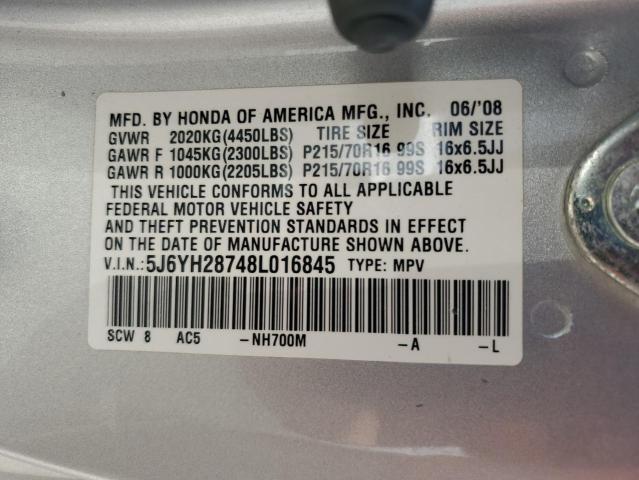 MFD. BY HONDA OF AMERICA MFG., INC. 06/'08
GVWR 2020KG(4450LBS) TIRE SIZE RIM SIZE
GAWR F 1045KG(2300LBS) P215/70R16 99S 16x6.5JJ
GAWR R 1000KG(2205LBS) P215/70R16 99S 16x6.5JJ
THIS VEHICLE CONFORMS TO ALL APPLICABLE
FEDERAL MOTOR VEHICLE SAFETY
AND THEFT PREVENTION STANDARDS IN EFFECT
ON THE DATE OF MANUFACTURE SHOWN ABOVE.
V.I.N.:5J6YH28748L016845 TYPE: MPV
SCW 8 AC5 -NH700M -A -L